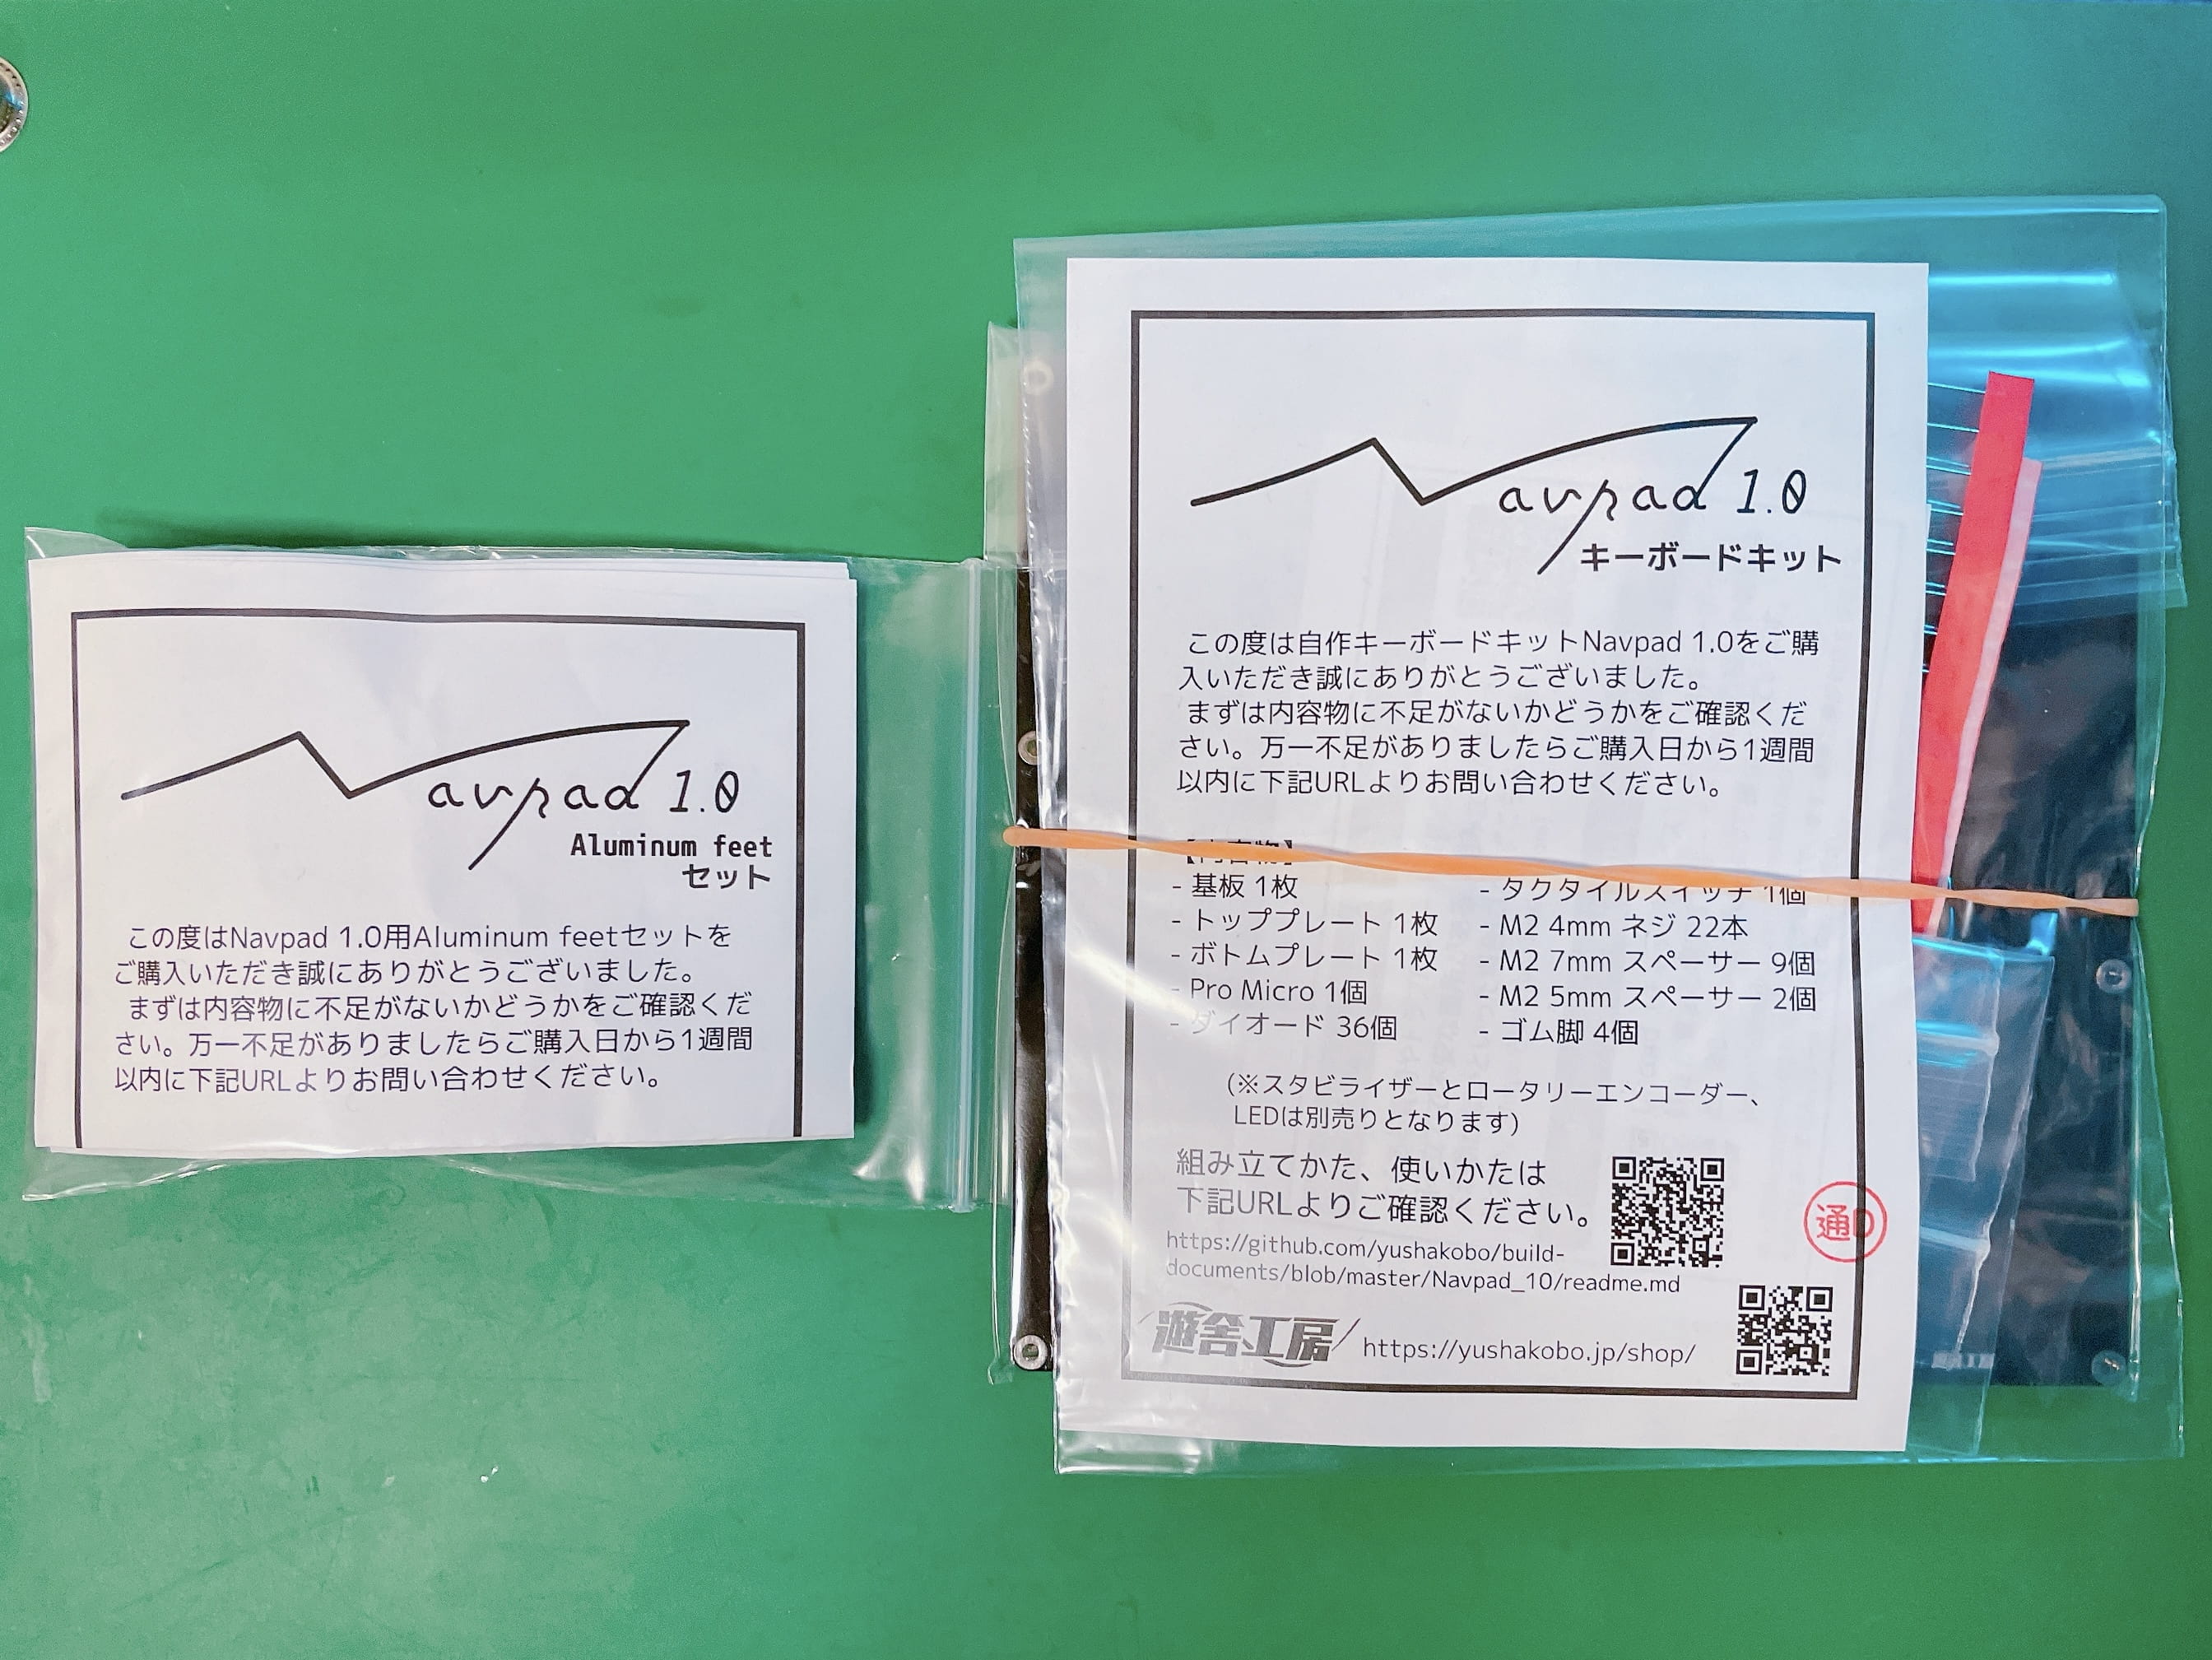 Navpad 1.0
Aluminum feet
セット
この度はNavpad 1.0用Aluminum feetセットを
ご購入いただき誠にありがとうございました。
まずは内容物に不足がないかどうかをご確認くだ
さい。万一不足がありましたらご購入日から1週間
以内に下記URLよりお問い合わせください。
Navpad 1.0
キーボードキット
この度は自作キーボードキットNavpad 1.0をご購
入いただき誠にありがとうございました。
まずは内容物に不足がないかどうかをご確認くだ
さい。万一不足がありましたらご購入日から1週間
以内に下記URLよりお問い合わせください。
【内容物】
- 基板 1枚
- トッププレート 1枚
- ボトムプレート 1枚
- Pro Micro 1個
- ダイオード 36個
- タクタイルスイッチ 1個
- M2 4mm ネジ 22本
- M2 7mm スペーサー 9個
- M2 5mm スペーサー 2個
- ゴム脚 4個
(※スタビライザーとロータリーエンコーダー、
LEDは別売りとなります)
組み立てかた、使いかたは
下記URLよりご確認ください。
https://github.com/yushakobo/build-
documents/blob/master/Navpad_10/readme.md
通D
遊舎工房 https://yushakobo.jp/shop/